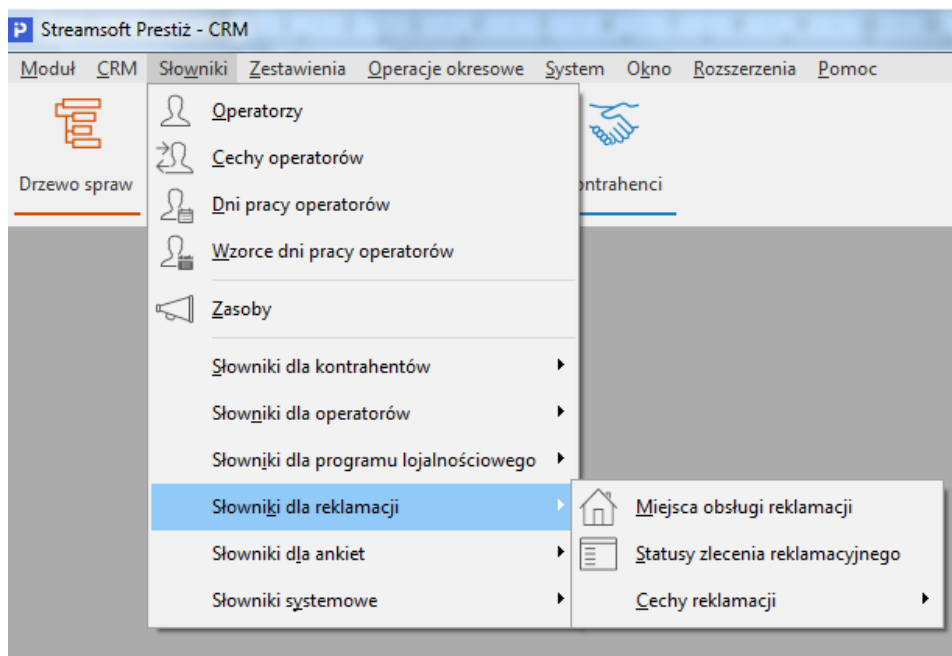 Streamsoft Prestiż - CRM
Moduł CRM Słowniki Zestawienia Operacje okresowe System Okno Rozszerzenia Pomoc
Drzewo spraw
ontrahenci
Operatorzy
Cechy operatorów
Dni pracy operatorów
Wzorce dni pracy operatorów
Zasoby
Słowniki dla kontrahentów
Słowniki dla operatorów
Słowniki dla programu lojalnościowego
Słowniki dla reklamacji
Słowniki dla ankiet
Słowniki systemowe
Miejsca obsługi reklamacji
Statusy zlecenia reklamacyjnego
Cechy reklamacji